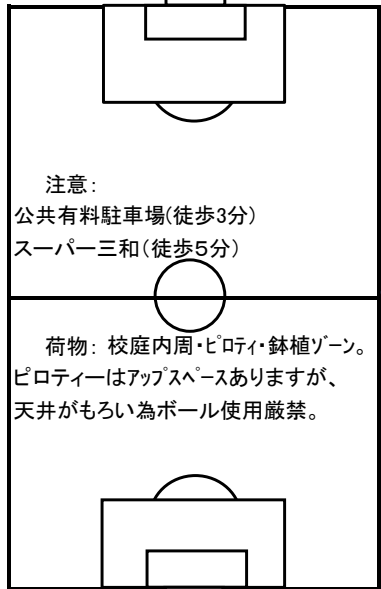 注意：
公共有料駐車場(徒歩3分)
スーパー三和（徒歩５分）
荷物： 校庭内周・ﾋﾟﾛﾃｨ・鉢植ｿﾞｰﾝ。
ピロティーはｱｯﾌﾟｽﾍﾟｰｽありますが、
天井がもろい為ボール使用厳禁。